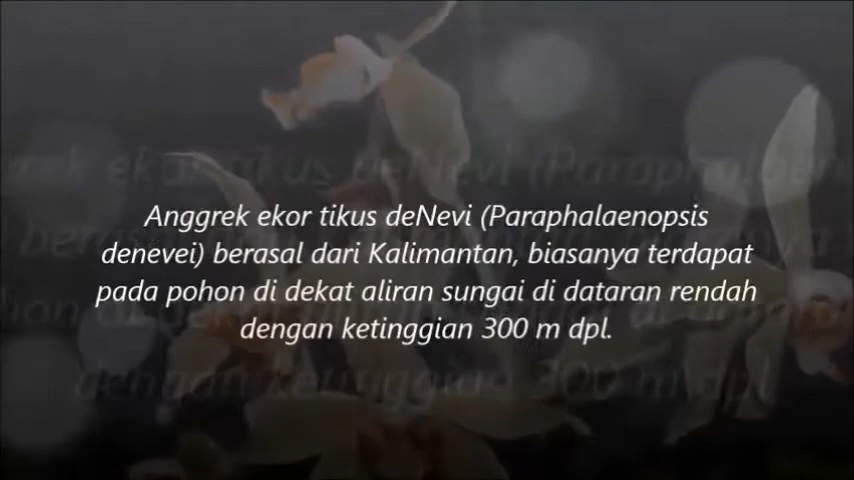 Anggrek ekor tikus deNevi (Paraphalaenopsis
denevei) berasal dari Kalimantan, biasanya terdapat
pada pohon di dekat aliran sungai di dataran rendah
dengan ketinggian 300 m dpl.